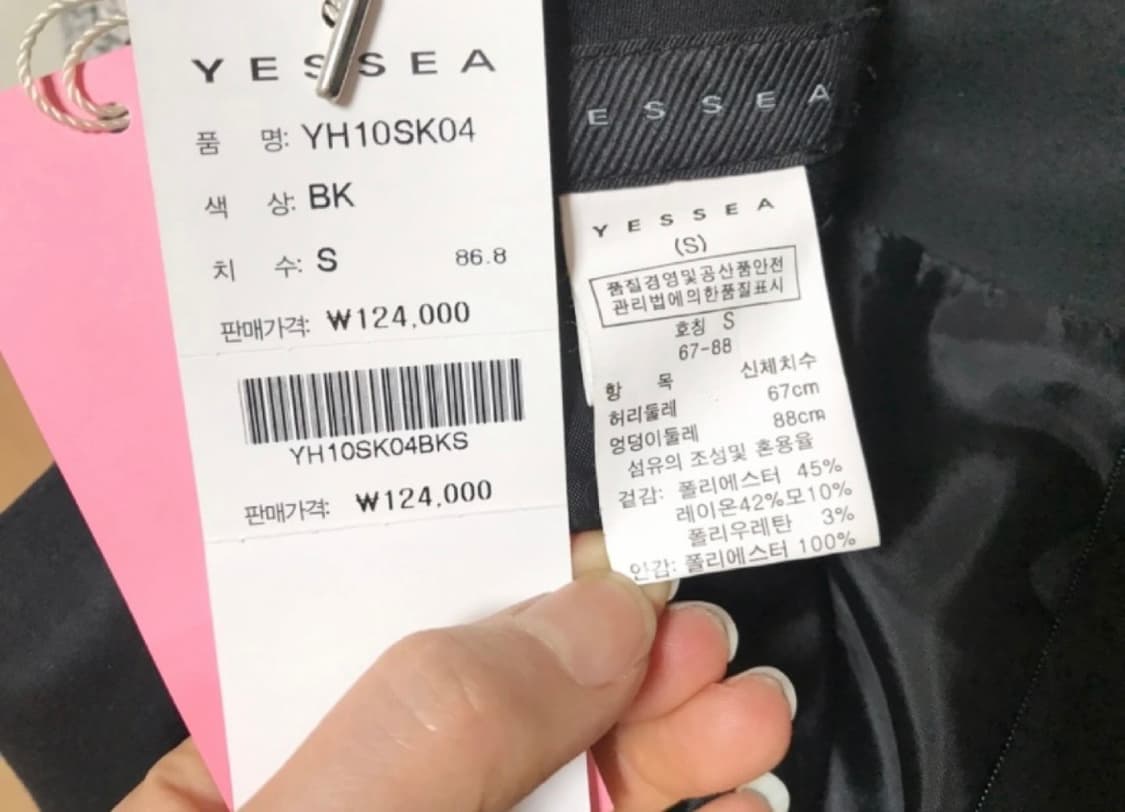 YESSEA
품 명: YH10SK04
색 상: BK
치 수: S 86.8
판매가격: ₩124,000
YH10SK04BKS
판매가격: ₩124,000
ESSEA
YESSEA
(S)
품질경영및공산품안전
관리법에의한품질표시
호칭 S
67-88
항 목 신체치수
허리둘레 67cm
엉덩이둘레 88cm
섬유의 조성및 혼용율
겉감: 폴리에스터 45%
레이온42%모10%
폴리우레탄 3%
안감: 폴리에스터 100%